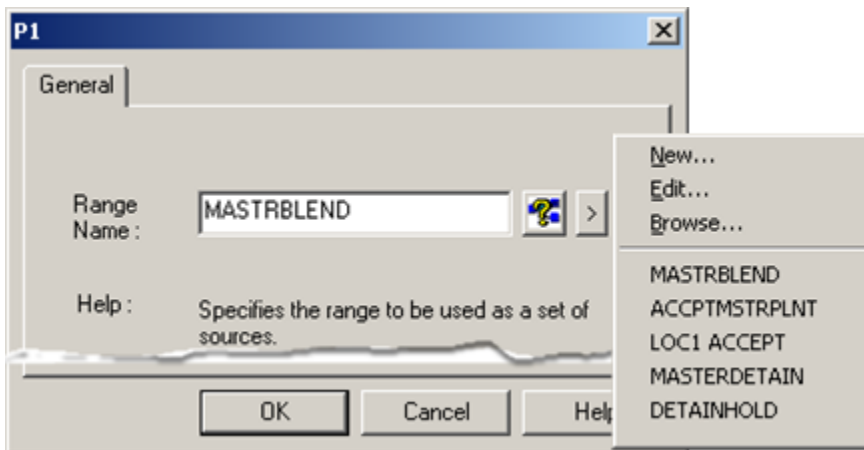 P1
General
Range
Name :
MASTRBLEND
>
Help :
Specifies the range to be used as a set of
sources.
OK
Cancel
Help
New...
Edit...
Browse...
MASTRBLEND
ACCPTMSTRPLNT
LOC1 ACCEPT
MASTERDETAIN
DETAINHOLD